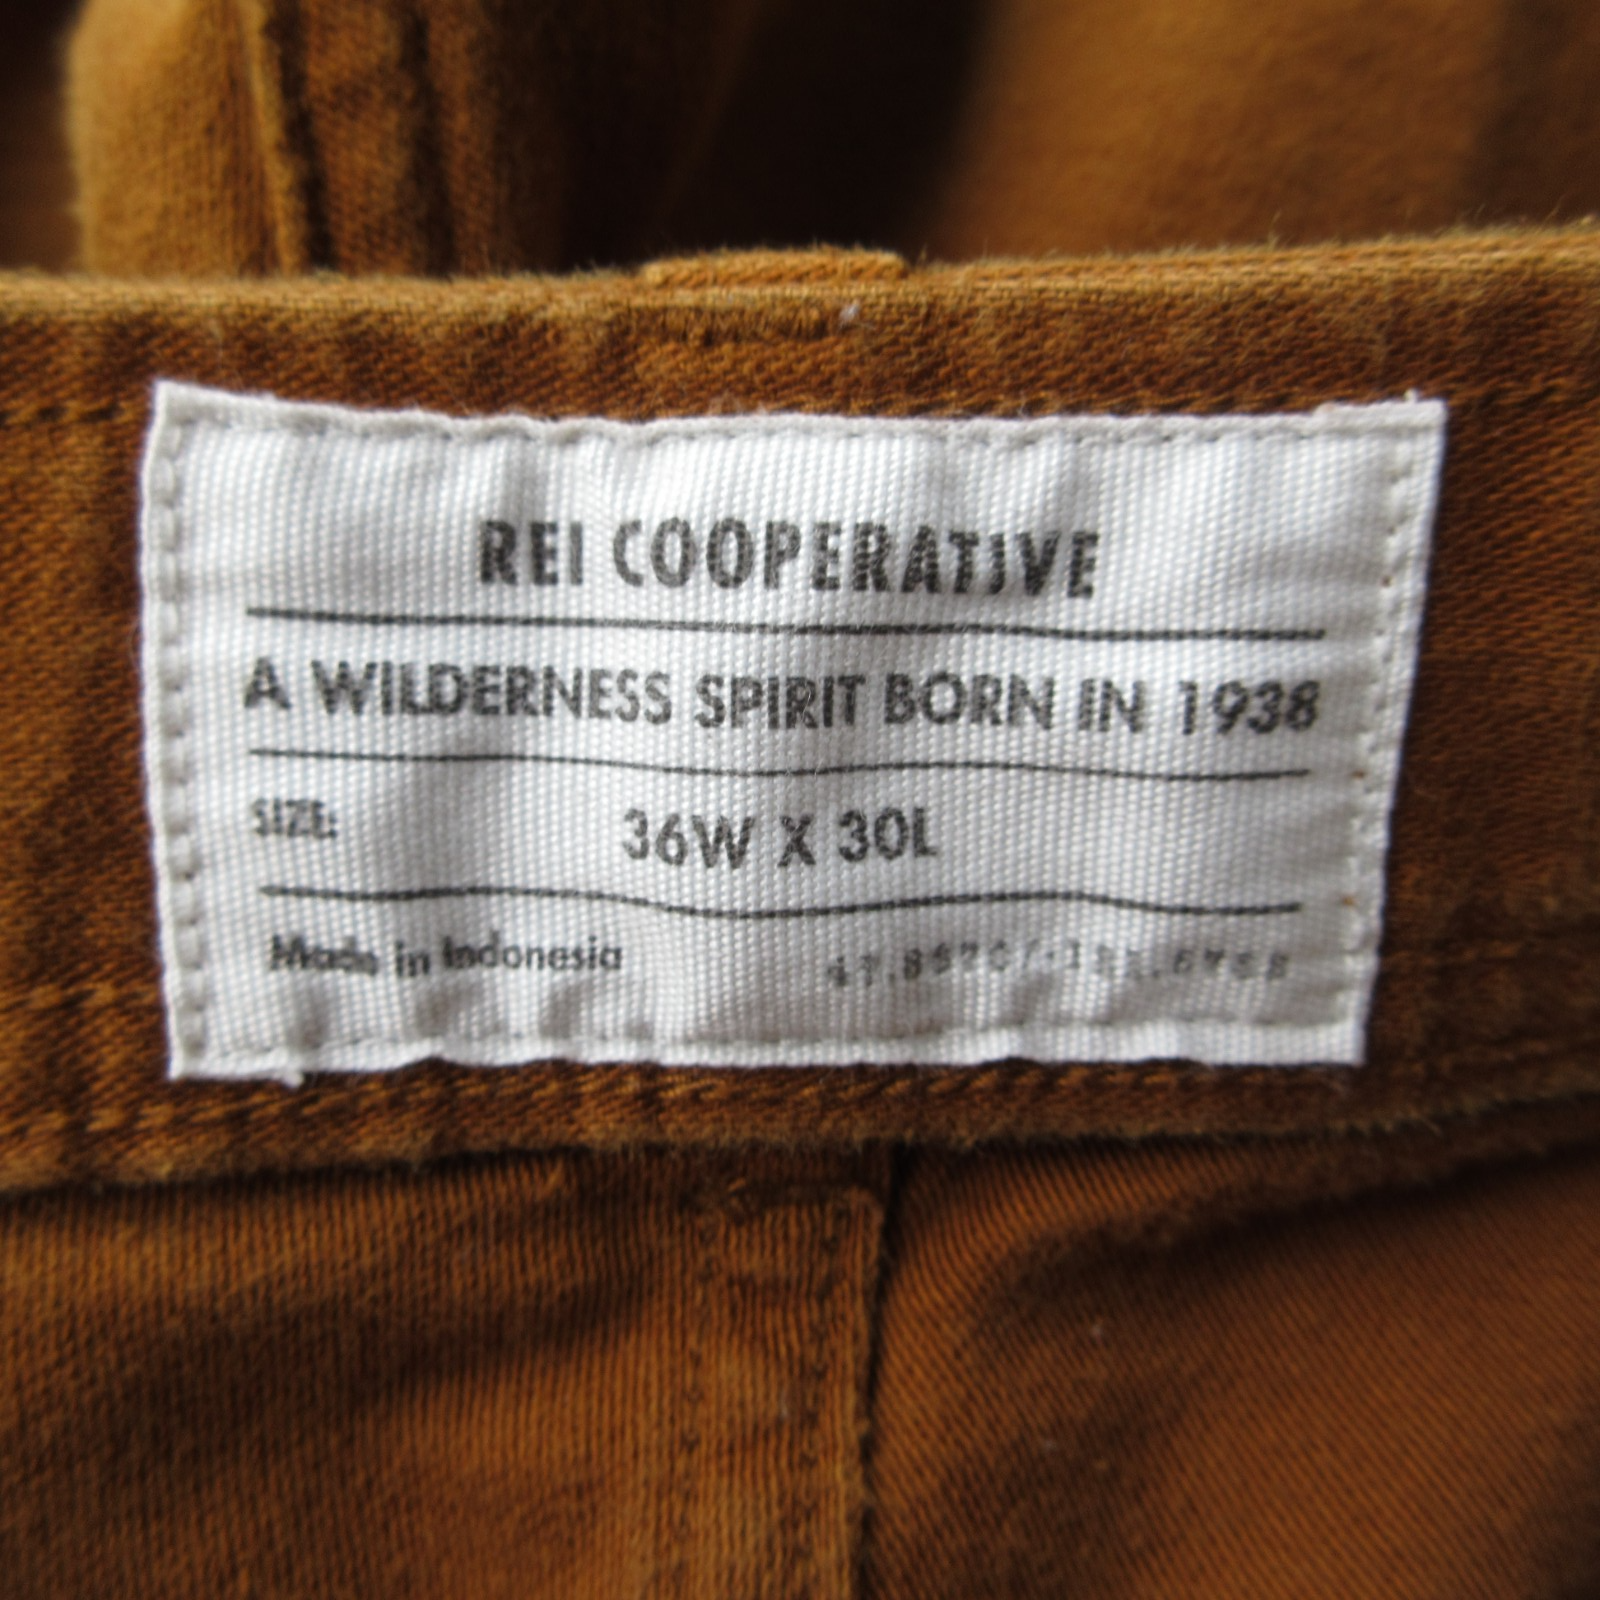 REI COOPERATIVE
A WILDERNESS SPIRIT BORN IN 1938
SIZE: 36W X 30L
Made in Indonesia